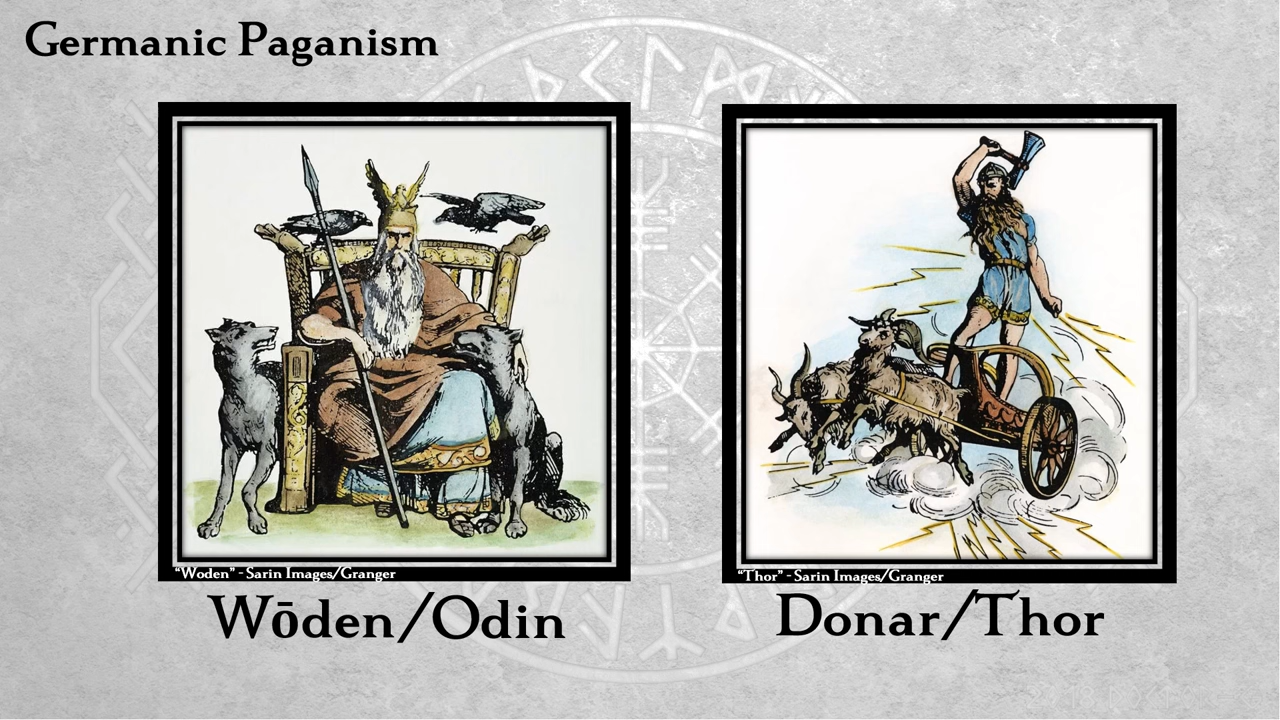 Germanic Paganism
“Woden” - Sarin Images/Granger
“Thor” - Sarin Images/Granger
Wōden/Odin
Donar/Thor